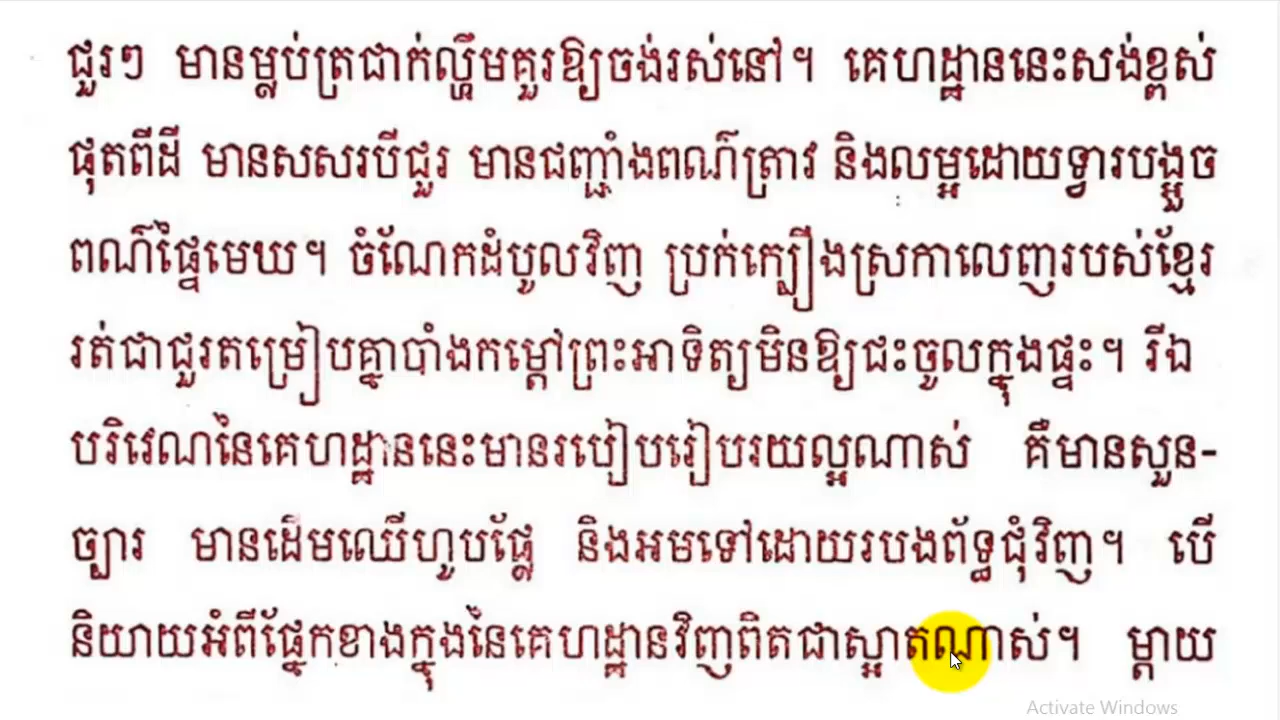 ជួរៗ មានម្លប់ត្រជាក់ល្ហឹមគួរឱ្យចង់រស់នៅ។ គេហដ្ឋាននេះសង់ខ្ពស់
ផុតពីដី មានសសរបីជួរ មានជញ្ជាំងពណ៌ត្រាវ និងលម្អដោយទ្វារបង្អួច
ពណ៌ផ្ទៃមេឃ។ ចំណែកដំបូលវិញ ប្រក់ក្បឿងស្រកាលេញរបស់ខ្មែរ
រត់ជាជួរតម្រៀបគ្នាបាំងកម្ដៅព្រះអាទិត្យមិនឱ្យជះចូលក្នុងផ្ទះ។ រីឯ
បរិវេណនៃគេហដ្ឋាននេះមានរបៀបរៀបរយល្អណាស់ គឺមានសួន-
ច្បារ មានដើមឈើហូបផ្លែ និងអមទៅដោយរបងព័ទ្ធជុំវិញ។ បើ
និយាយអំពីផ្នែកខាងក្នុងនៃគេហដ្ឋានវិញពិតជាស្អាតណាស់។ ម្ដាយ
Activate Windows